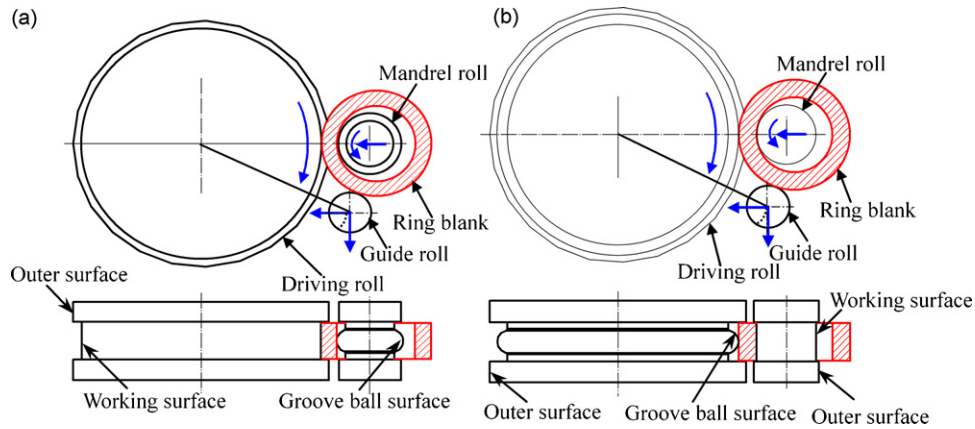 (a)
Mandrel roll
Ring blank
Guide roll
Driving roll
Outer surface
Working surface
Groove ball surface
(b)
Mandrel roll
Ring blank
Guide roll
Driving roll
Working surface
Outer surface
Groove ball surface
Outer surface